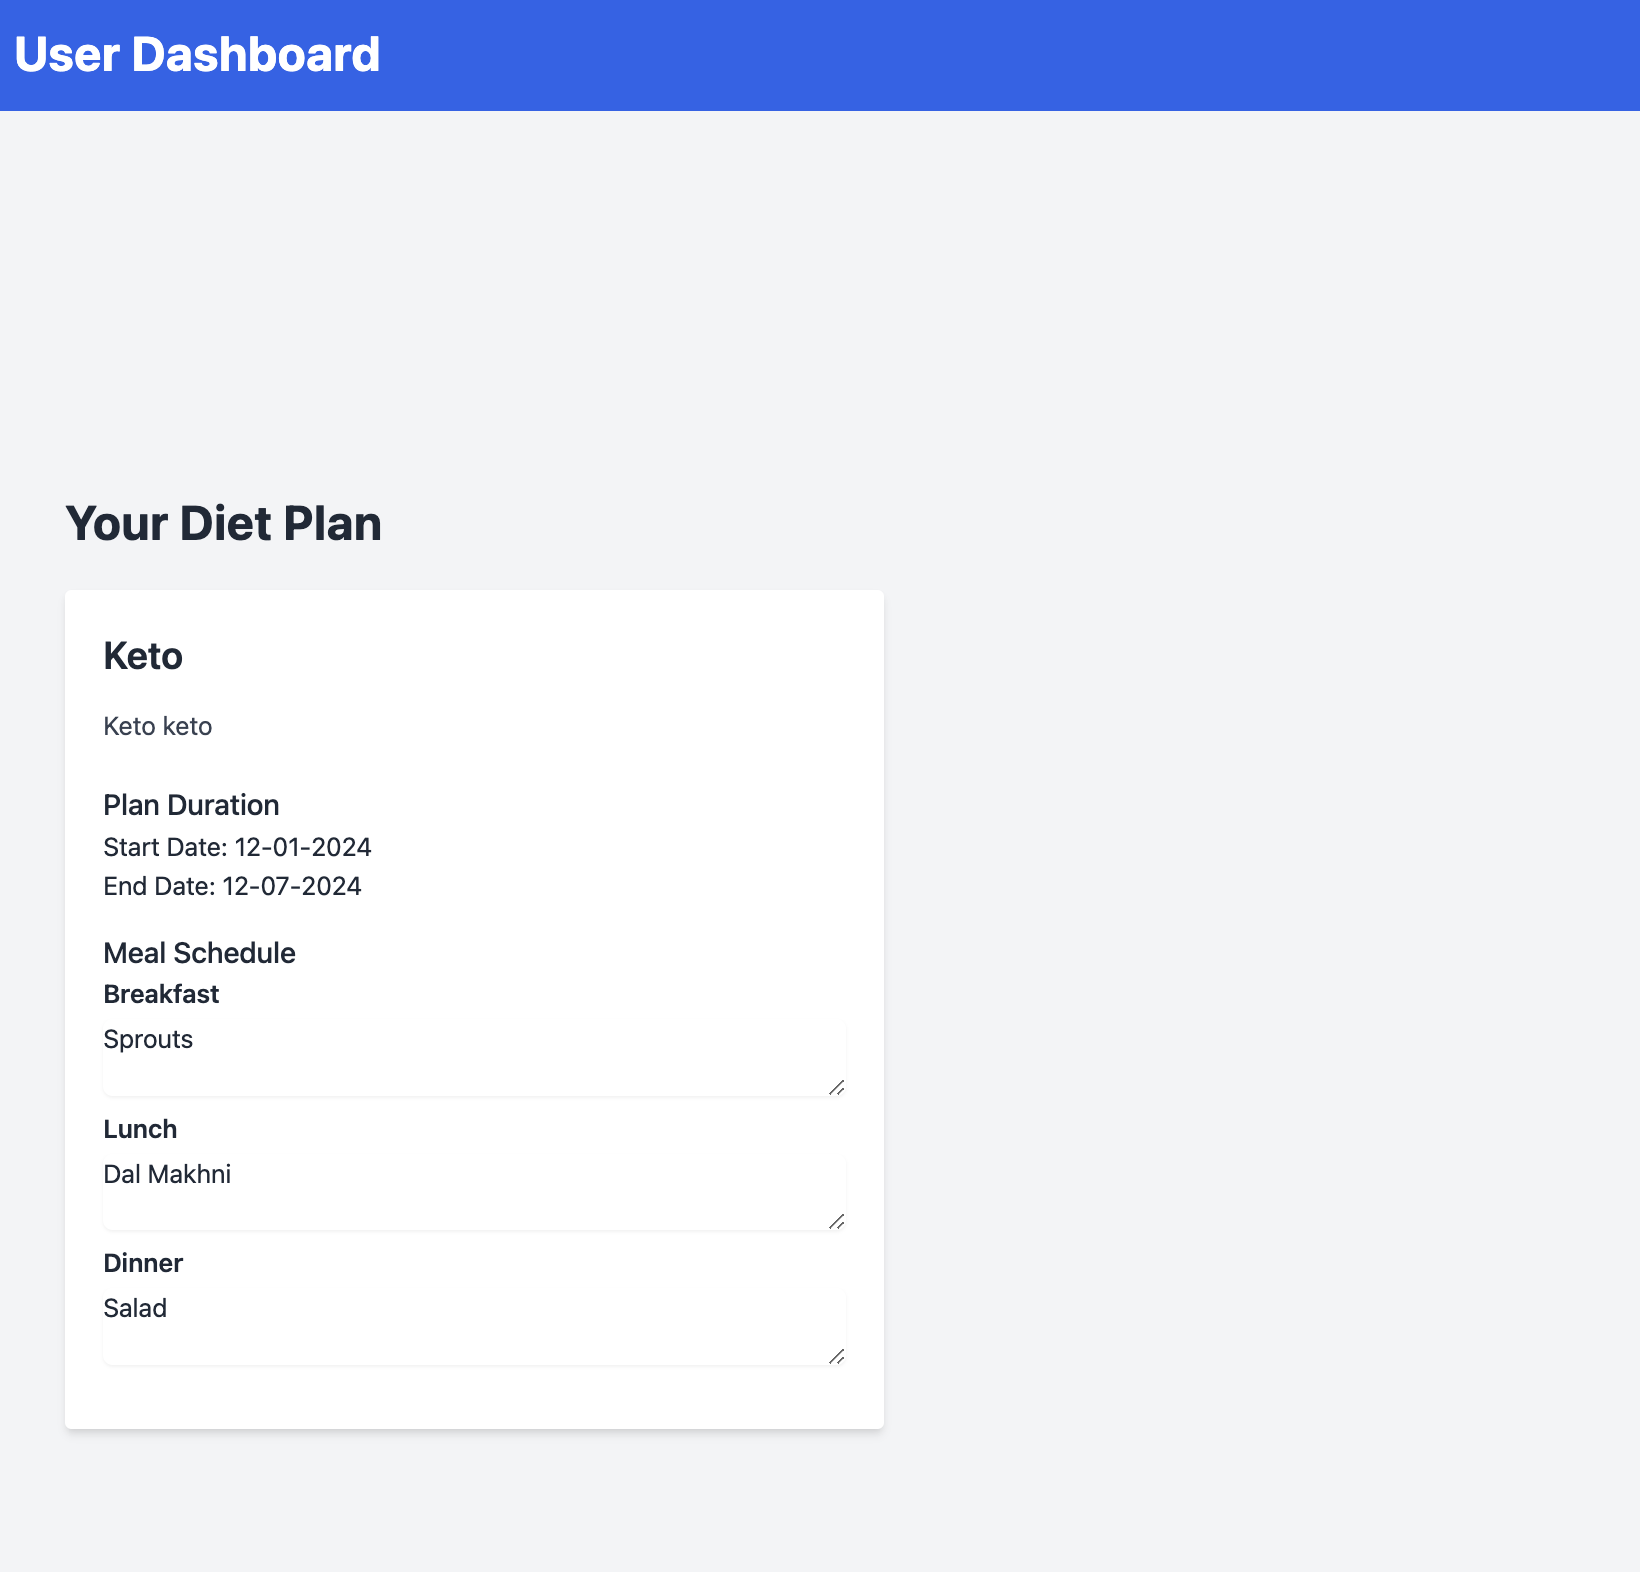 User Dashboard
Your Diet Plan
Keto
Keto keto
Plan Duration
Start Date: 12-01-2024
End Date: 12-07-2024
Meal Schedule
Breakfast
Sprouts
Lunch
Dal Makhni
Dinner
Salad